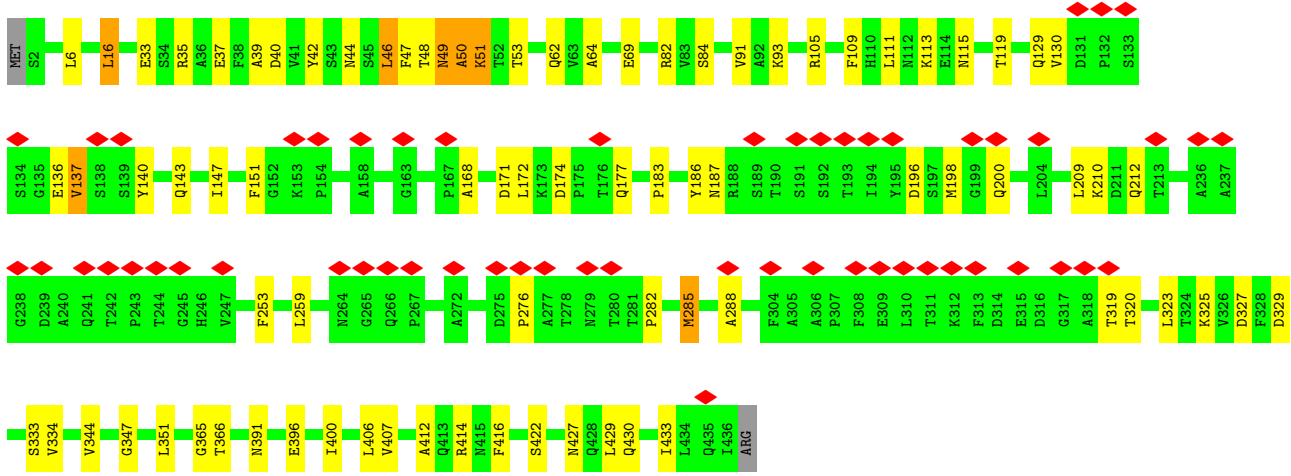 MET S2 L6 L16 E33 S34 R35 A36 E37 F38 A39 D40 V41 Y42 S43 N44 S45 L46 F47 T48 N49 A50 K51 T52 T53 Q62 V63 A64 E69 R82 V83 S84 V91 A92 K93 R105 F109 H110 L111 N112 K113 E114 N115 T119 Q129 V130 D131 P132 S133
S134 G135 E136 V137 S138 S139 Y140 Q143 I147 F151 G152 K153 P154 A158 G163 P167 A168 D171 L172 K173 D174 P175 T176 Q177 P183 Y186 N187 R188 S189 T190 S191 S192 T193 I194 Y195 D196 S197 M198 G199 Q200 L204 L209 K210 D211 Q212 T213 A236 A237
G238 D239 A240 Q241 T242 P243 T244 G245 H246 V247 F253 L259 N264 G265 Q266 P267 A272 D275 P276 A277 T278 N279 T280 T281 P282 M285 A288 F304 A305 A306 P307 F308 E309 L310 T311 K312 F313 D314 E315 D316 G317 A318 T319 T320 L323 T324 K325 V326 D327 F328 D329
S333 V334 V344 G347 L351 G365 T366 N391 E396 I400 L406 V407 A412 Q413 R414 N415 F416 S422 N427 Q428 L429 Q430 I433 L434 Q435 I436 ARG